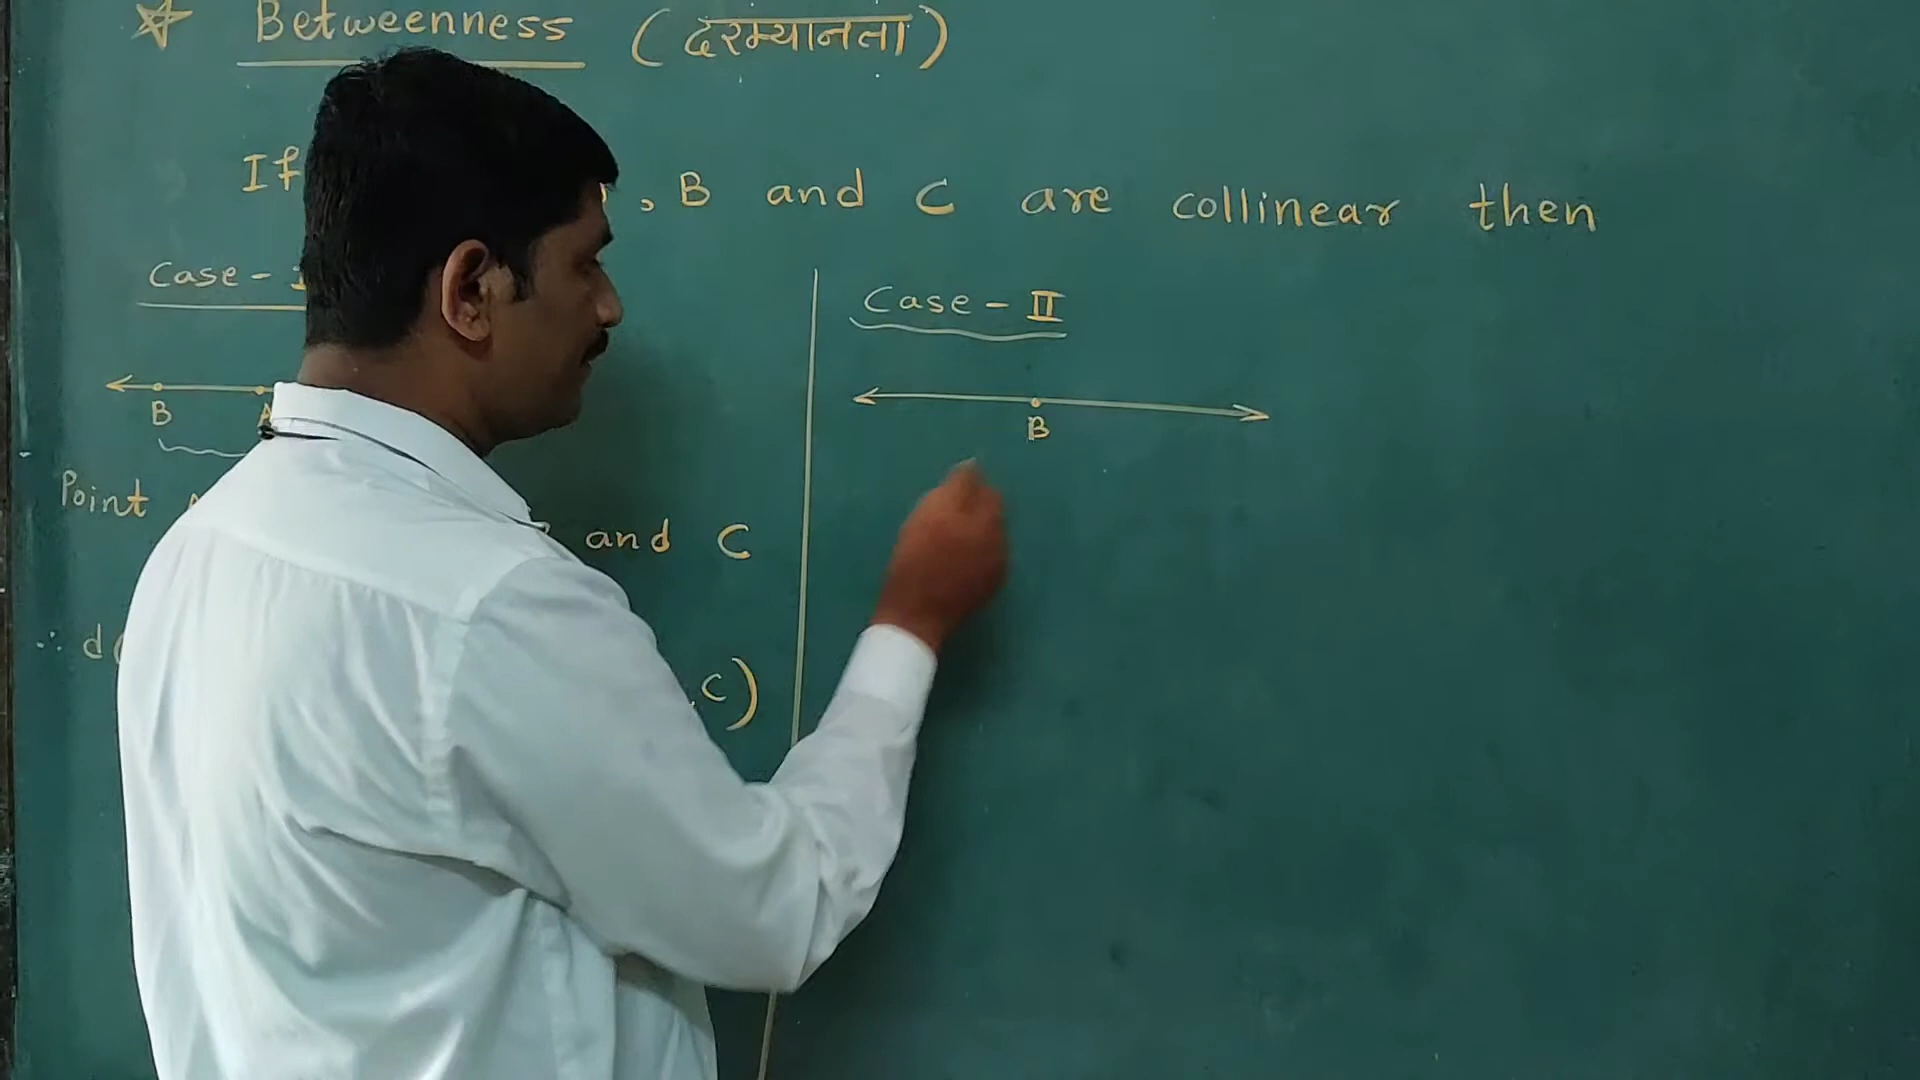 Betweenness (दरम्यानता)
If , B and C are collinear then
Case -
B A
Point and C
∴ d( , C)
Case - II
B